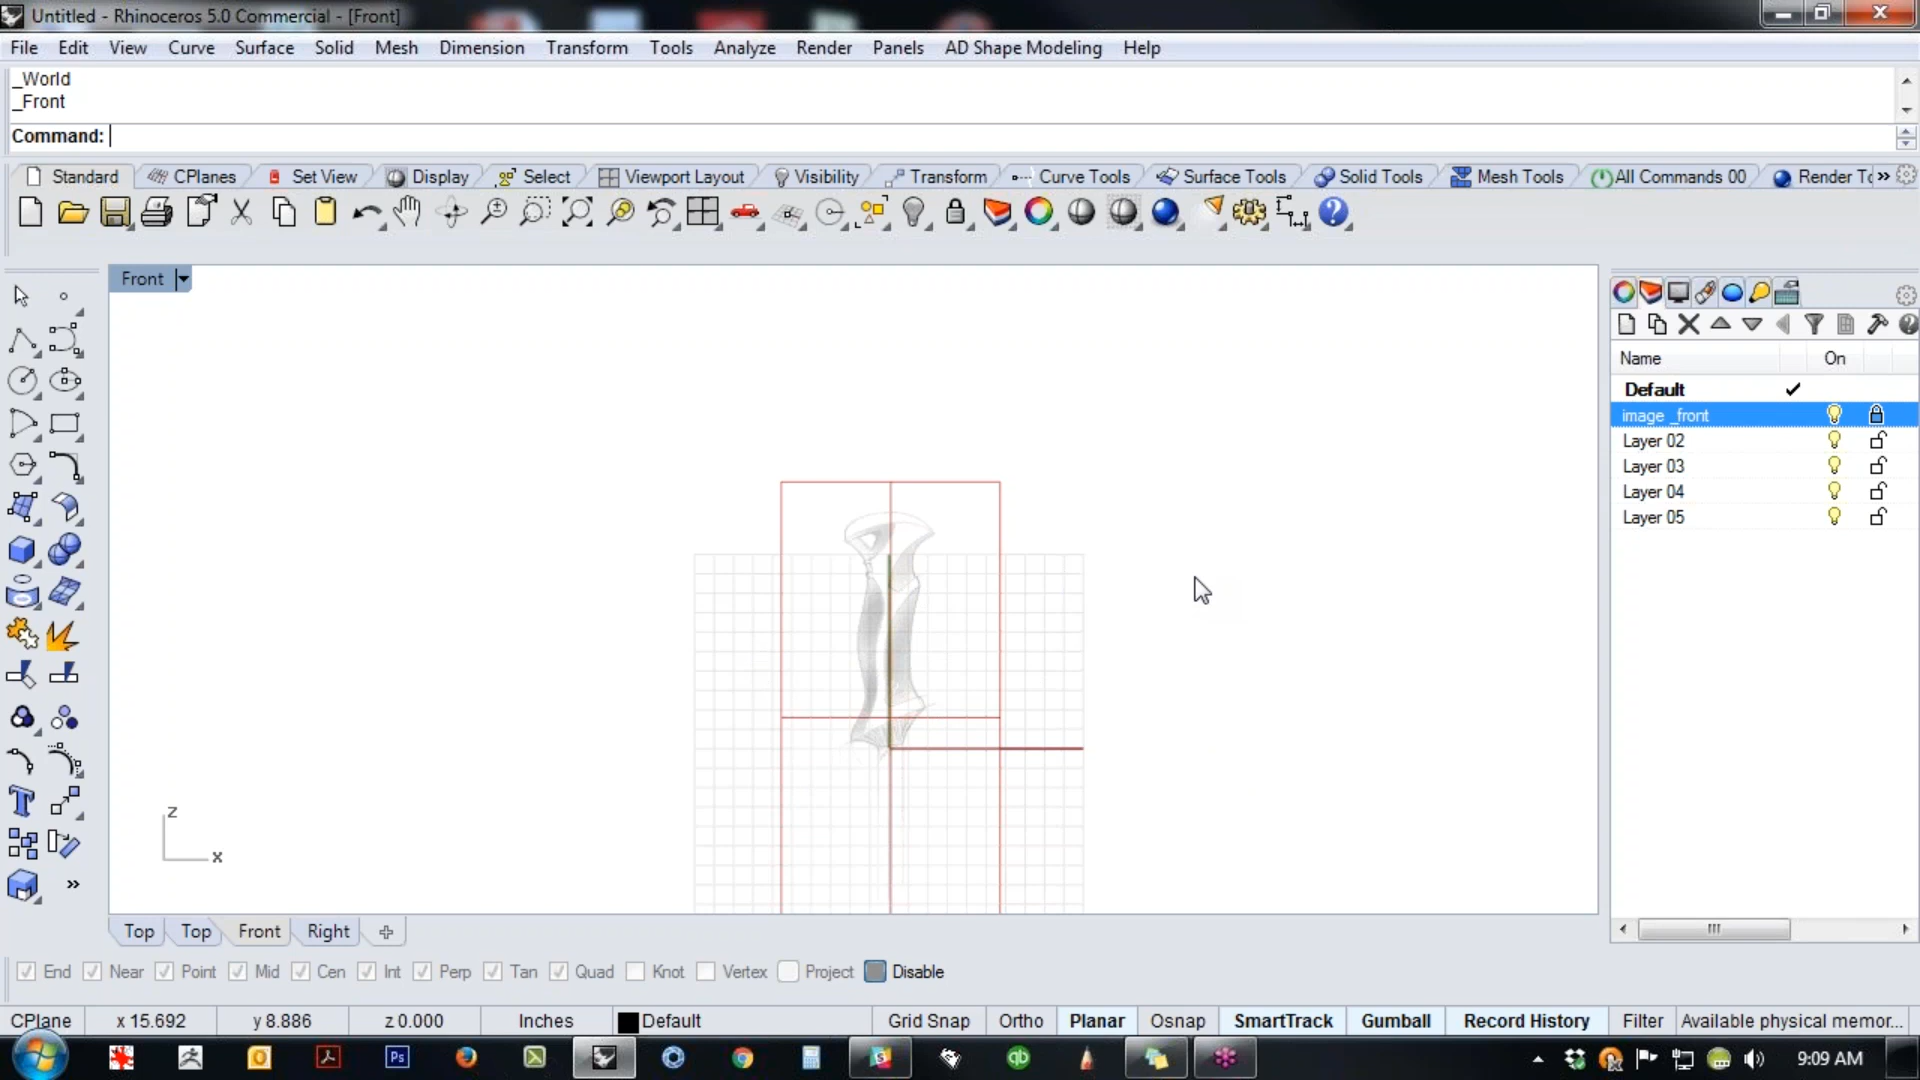 Untitled - Rhinoceros 5.0 Commercial - [Front]
File Edit View Curve Surface Solid Mesh Dimension Transform Tools Analyze Render Panels AD Shape Modeling Help
_World
_Front
Command:
Standard CPlanes Set View Display Select Viewport Layout Visibility Transform Curve Tools Surface Tools Solid Tools Mesh Tools All Commands 00 Render To »
Front
Name On
Default
image _front
Layer 02
Layer 03
Layer 04
Layer 05
z
x
Top Top Front Right
End Near Point Mid Cen Int Perp Tan Quad Knot Vertex Project Disable
CPlane x 15.692 y 8.886 z 0.000 Inches Default Grid Snap Ortho Planar Osnap SmartTrack Gumball Record History Filter Available physical memor...
Ps qb 9:09 AM